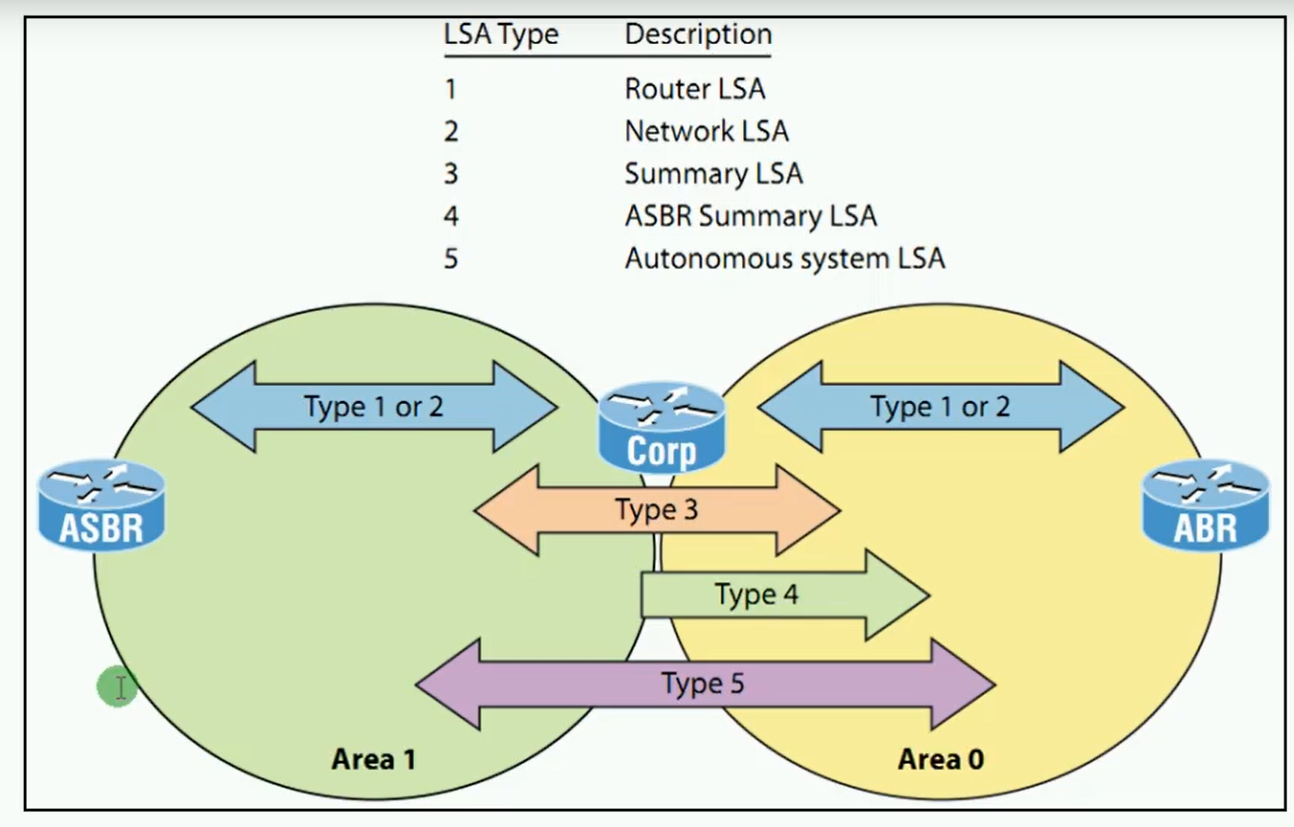 LSA Type Description
1 Router LSA
2 Network LSA
3 Summary LSA
4 ASBR Summary LSA
5 Autonomous system LSA
Type 1 or 2
Type 1 or 2
Corp
ASBR
Type 3
ABR
Type 4
Type 5
Area 1
Area 0